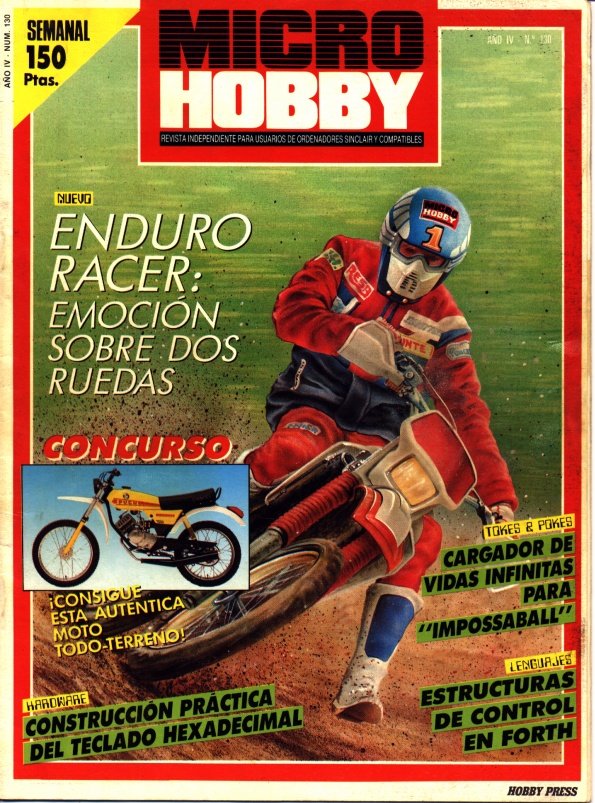 AÑO IV - NUM. 130
SEMANAL
150
Ptas.
MICRO
HOBBY
REVISTA INDEPENDIENTE PARA USUARIOS DE ORDENADORES SINCLAIR Y COMPATIBLES
AÑO IV - N.º 130
NUEVO
ENDURO
RACER:
EMOCIÓN
SOBRE DOS
RUEDAS
MICRO
HOBBY
1
CONCURSO
PUCH
¡CONSIGUE
ESTA AUTENTICA
MOTO
TODO-TERRENO!
TOKES & POKES
CARGADOR DE
VIDAS INFINITAS
PARA
"IMPOSSABALL"
HARDWARE
CONSTRUCCIÓN PRÁCTICA
DEL TECLADO HEXADECIMAL
LENGUAJES
ESTRUCTURAS
DE CONTROL
EN FORTH
HOBBY PRESS